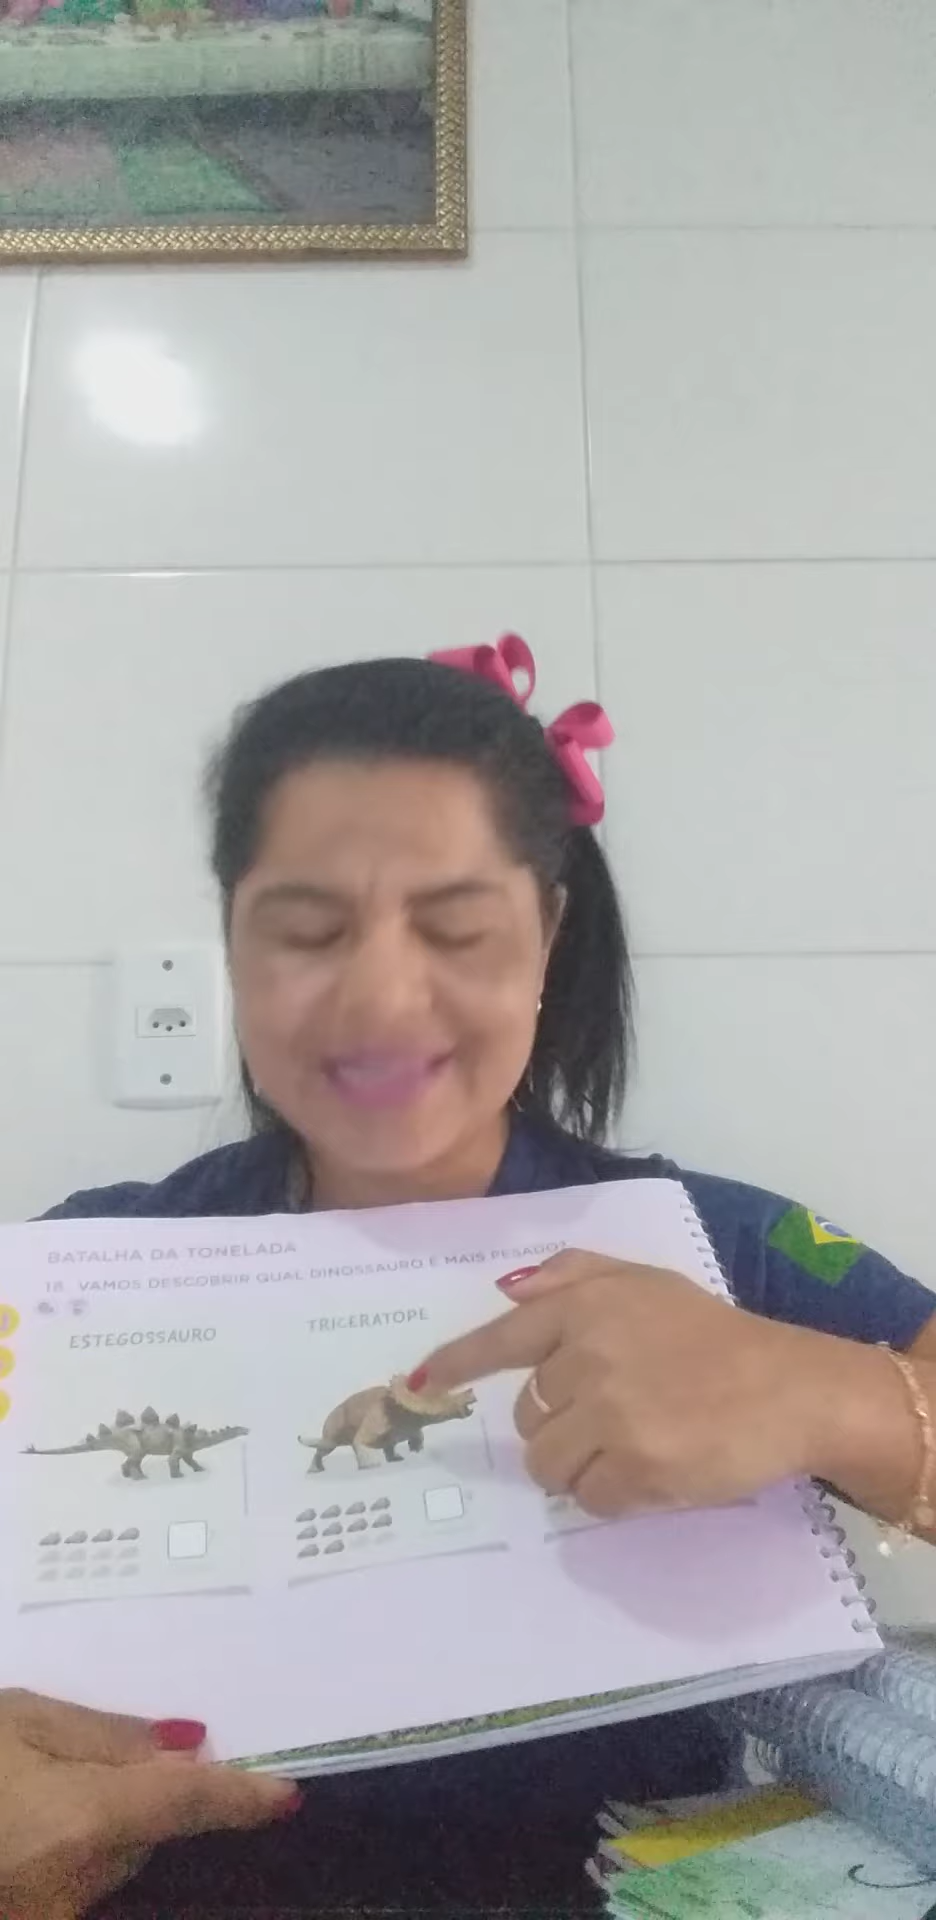 BATALHA DA TONELADA
18 VAMOS DESCOBRIR QUAL DINOSSAURO É MAIS PESADO?
ESTEGOSSAURO
TRICERATOPE